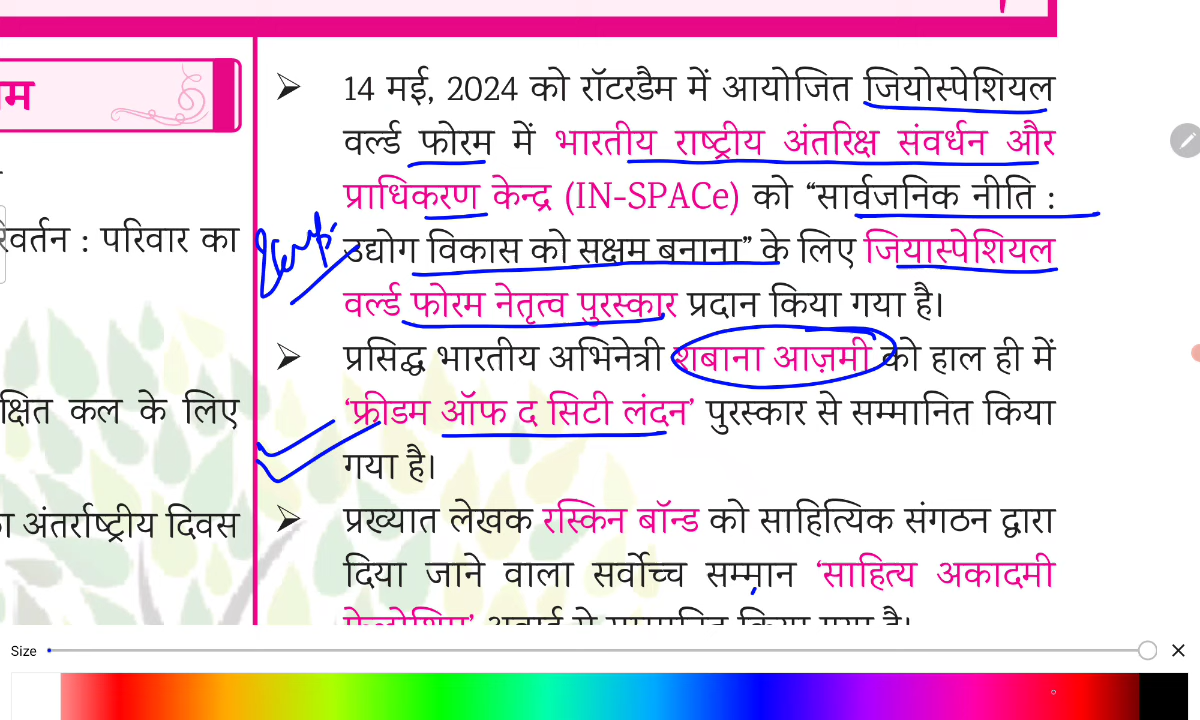 म
14 मई, 2024 को रॉटरडैम में आयोजित जियोस्पेशियल
वर्ल्ड फोरम में भारतीय राष्ट्रीय अंतरिक्ष संवर्धन और
प्राधिकरण केन्द्र (IN-SPACe) को “सार्वजनिक नीति :
उद्योग विकास को सक्षम बनाना” के लिए जियास्पेशियल
वर्ल्ड फोरम नेतृत्व पुरस्कार प्रदान किया गया है।
प्रसिद्ध भारतीय अभिनेत्री शबाना आज़मी को हाल ही में
‘फ्रीडम ऑफ द सिटी लंदन’ पुरस्कार से सम्मानित किया
गया है।
प्रख्यात लेखक रस्किन बॉन्ड को साहित्यिक संगठन द्वारा
दिया जाने वाला सर्वोच्च सम्मान ‘साहित्य अकादमी
रेवर्तन : परिवार का
क्षित कल के लिए
अंतर्राष्ट्रीय दिवस
Size